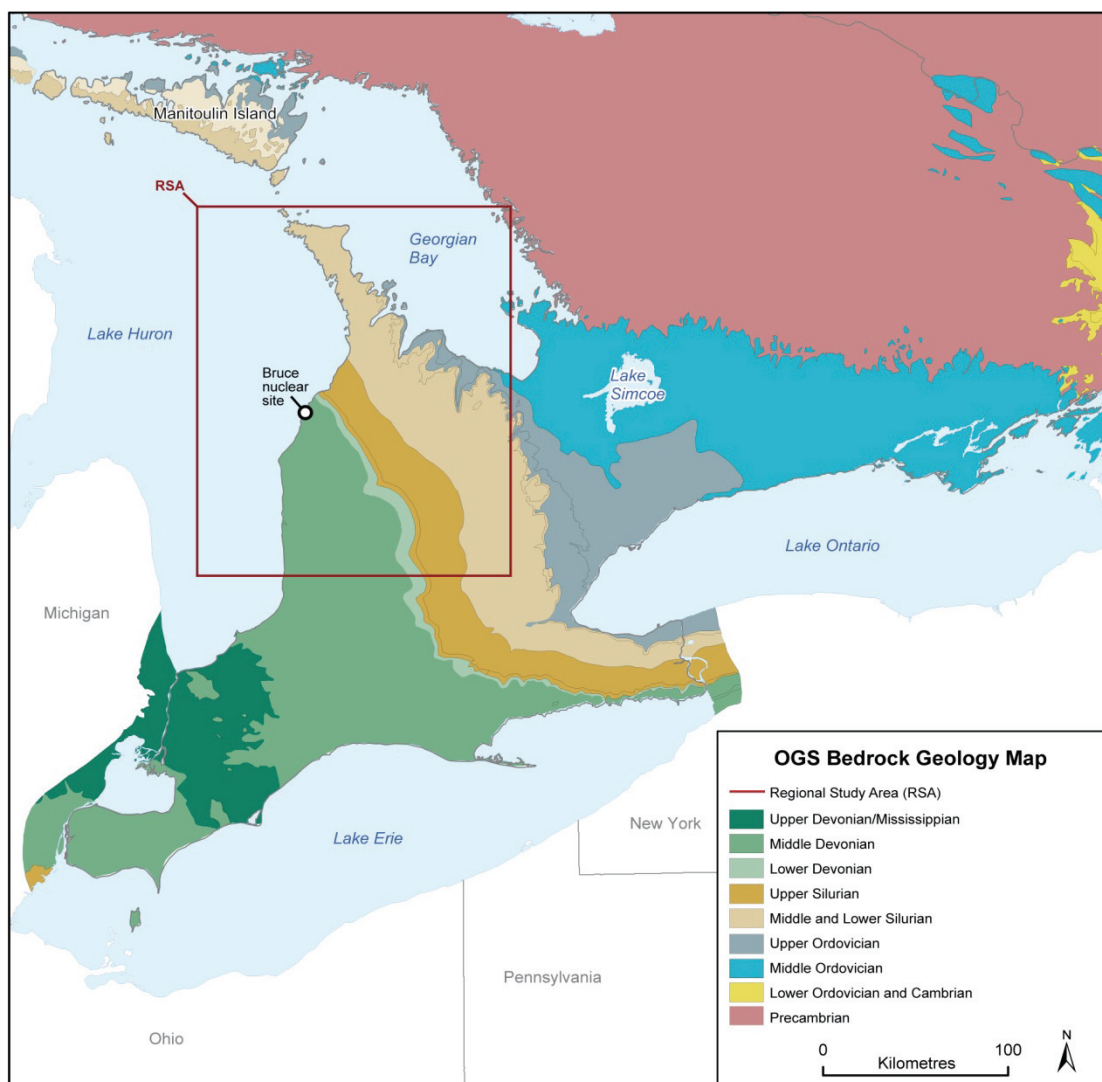 Manitoulin Island
RSA
Georgian
Bay
Lake Huron
Bruce
nuclear
site
Lake
Simcoe
Lake Ontario
Michigan
Lake Erie
New York
Pennsylvania
Ohio
OGS Bedrock Geology Map
Regional Study Area (RSA)
Upper Devonian/Mississippian
Middle Devonian
Lower Devonian
Upper Silurian
Middle and Lower Silurian
Upper Ordovician
Middle Ordovician
Lower Ordovician and Cambrian
Precambrian
N
0 100
Kilometres